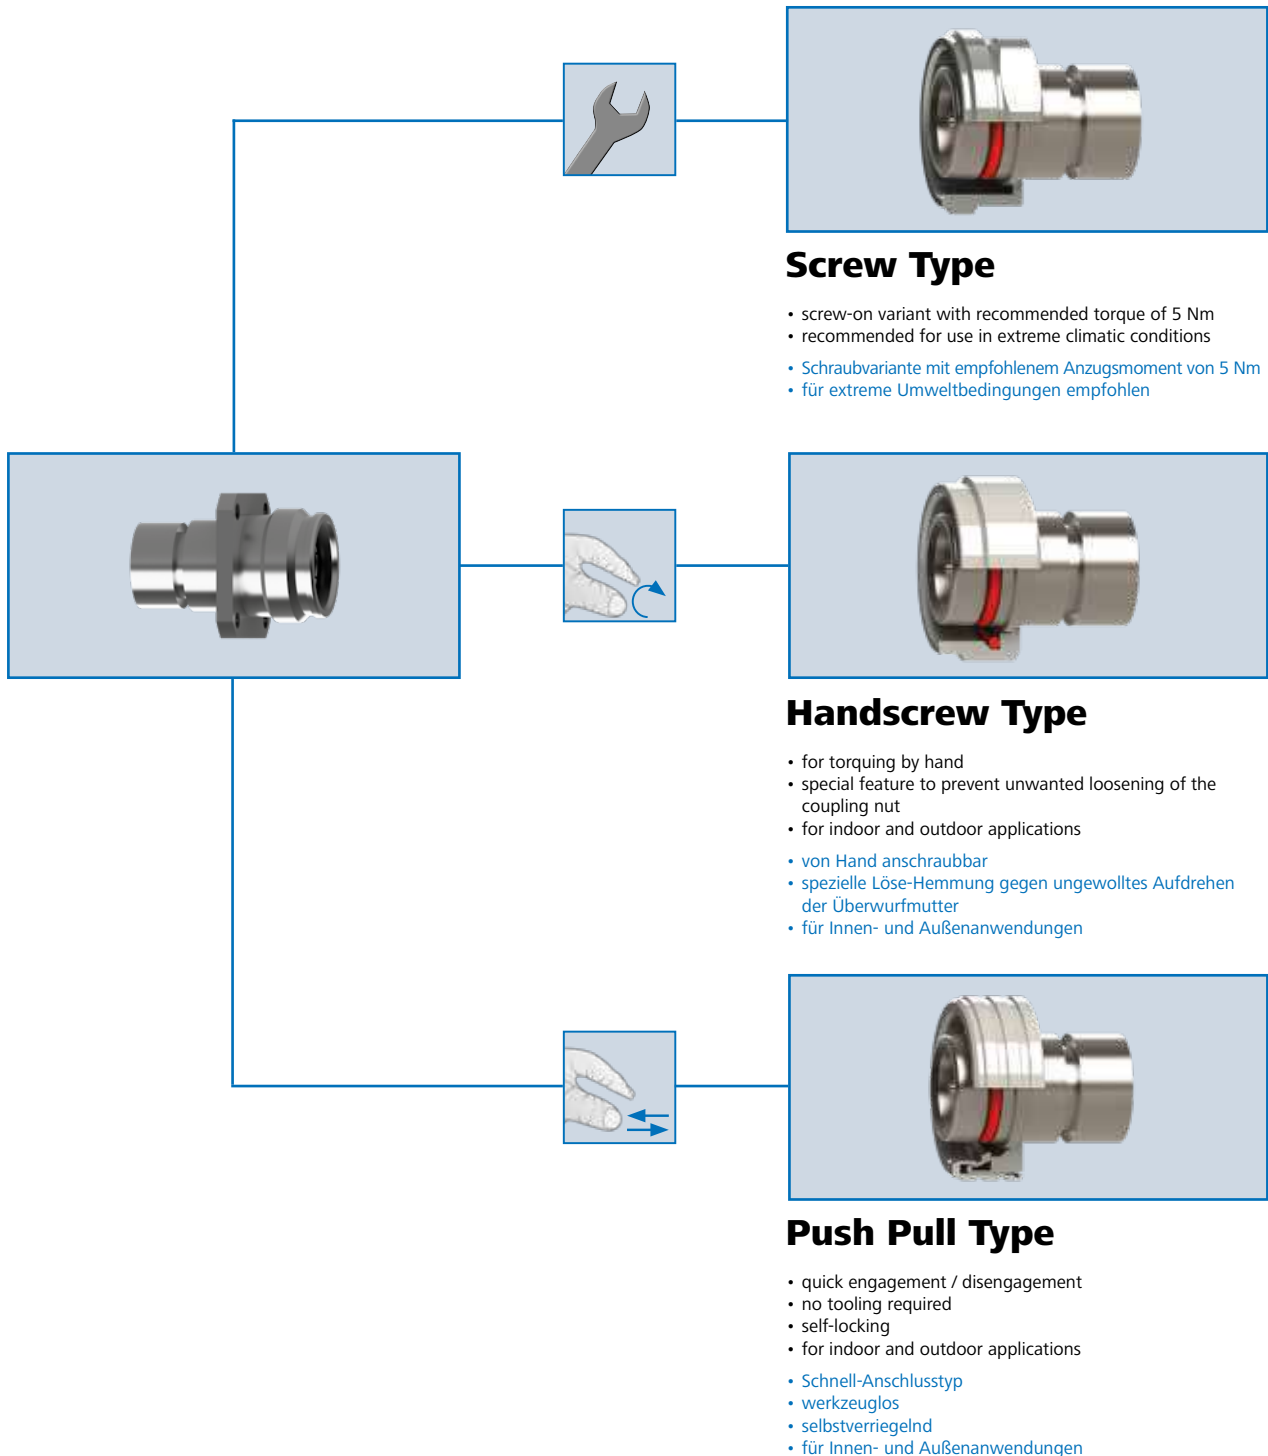 Screw Type
• screw-on variant with recommended torque of 5 Nm
• recommended for use in extreme climatic conditions
• Schraubvariante mit empfohlenem Anzugsmoment von 5 Nm
• für extreme Umweltbedingungen empfohlen
Handscrew Type
• for torquing by hand
• special feature to prevent unwanted loosening of the
coupling nut
• for indoor and outdoor applications
• von Hand anschraubbar
• spezielle Löse-Hemmung gegen ungewolltes Aufdrehen
der Überwurfmutter
• für Innen- und Außenanwendungen
Push Pull Type
• quick engagement / disengagement
• no tooling required
• self-locking
• for indoor and outdoor applications
• Schnell-Anschlusstyp
• werkzeuglos
• selbstverriegelnd
• für Innen- und Außenanwendungen